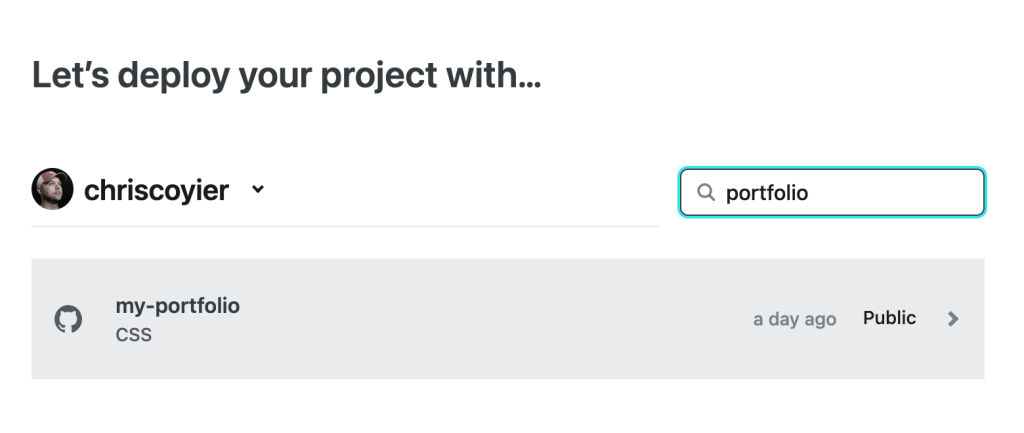 Let’s deploy your project with…
chriscoyier
portfolio
my-portfolio
CSS
a day ago
Public